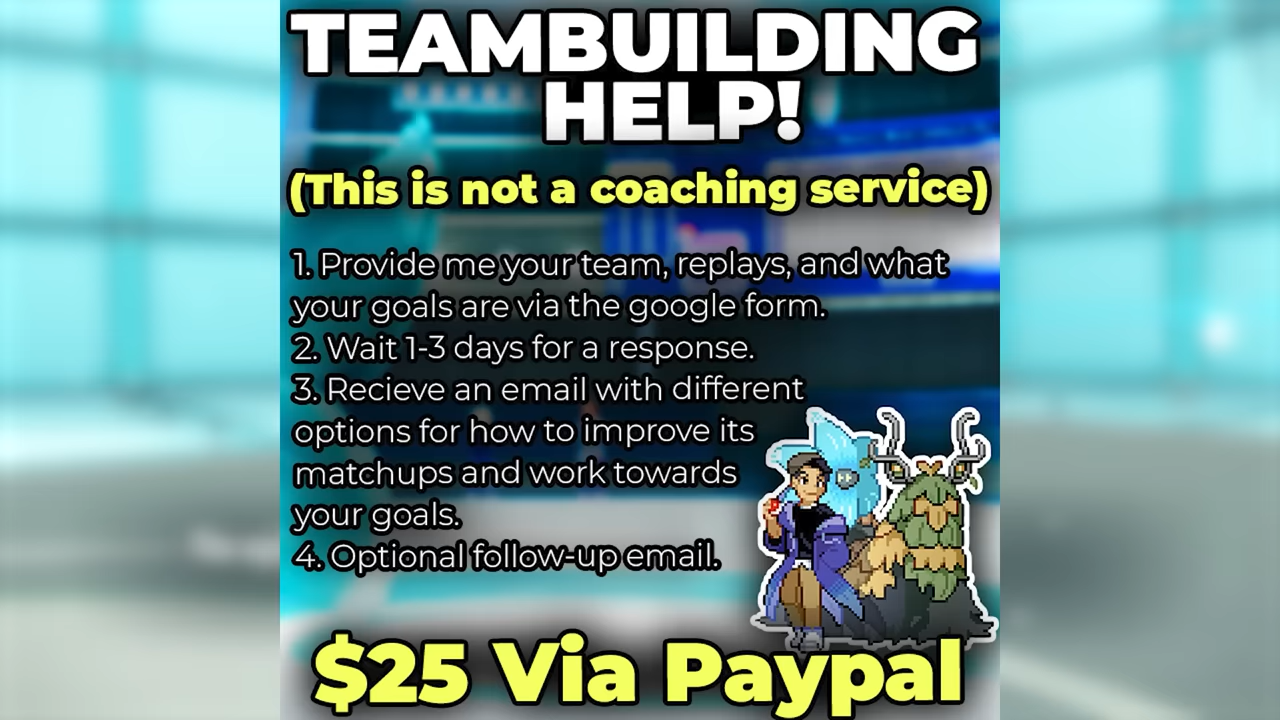 TEAMBUILDING
HELP!
(This is not a coaching service)
1. Provide me your team, replays, and what
your goals are via the google form.
2. Wait 1-3 days for a response.
3. Recieve an email with different
options for how to improve its
matchups and work towards
your goals.
4. Optional follow-up email.
$25 Via Paypal